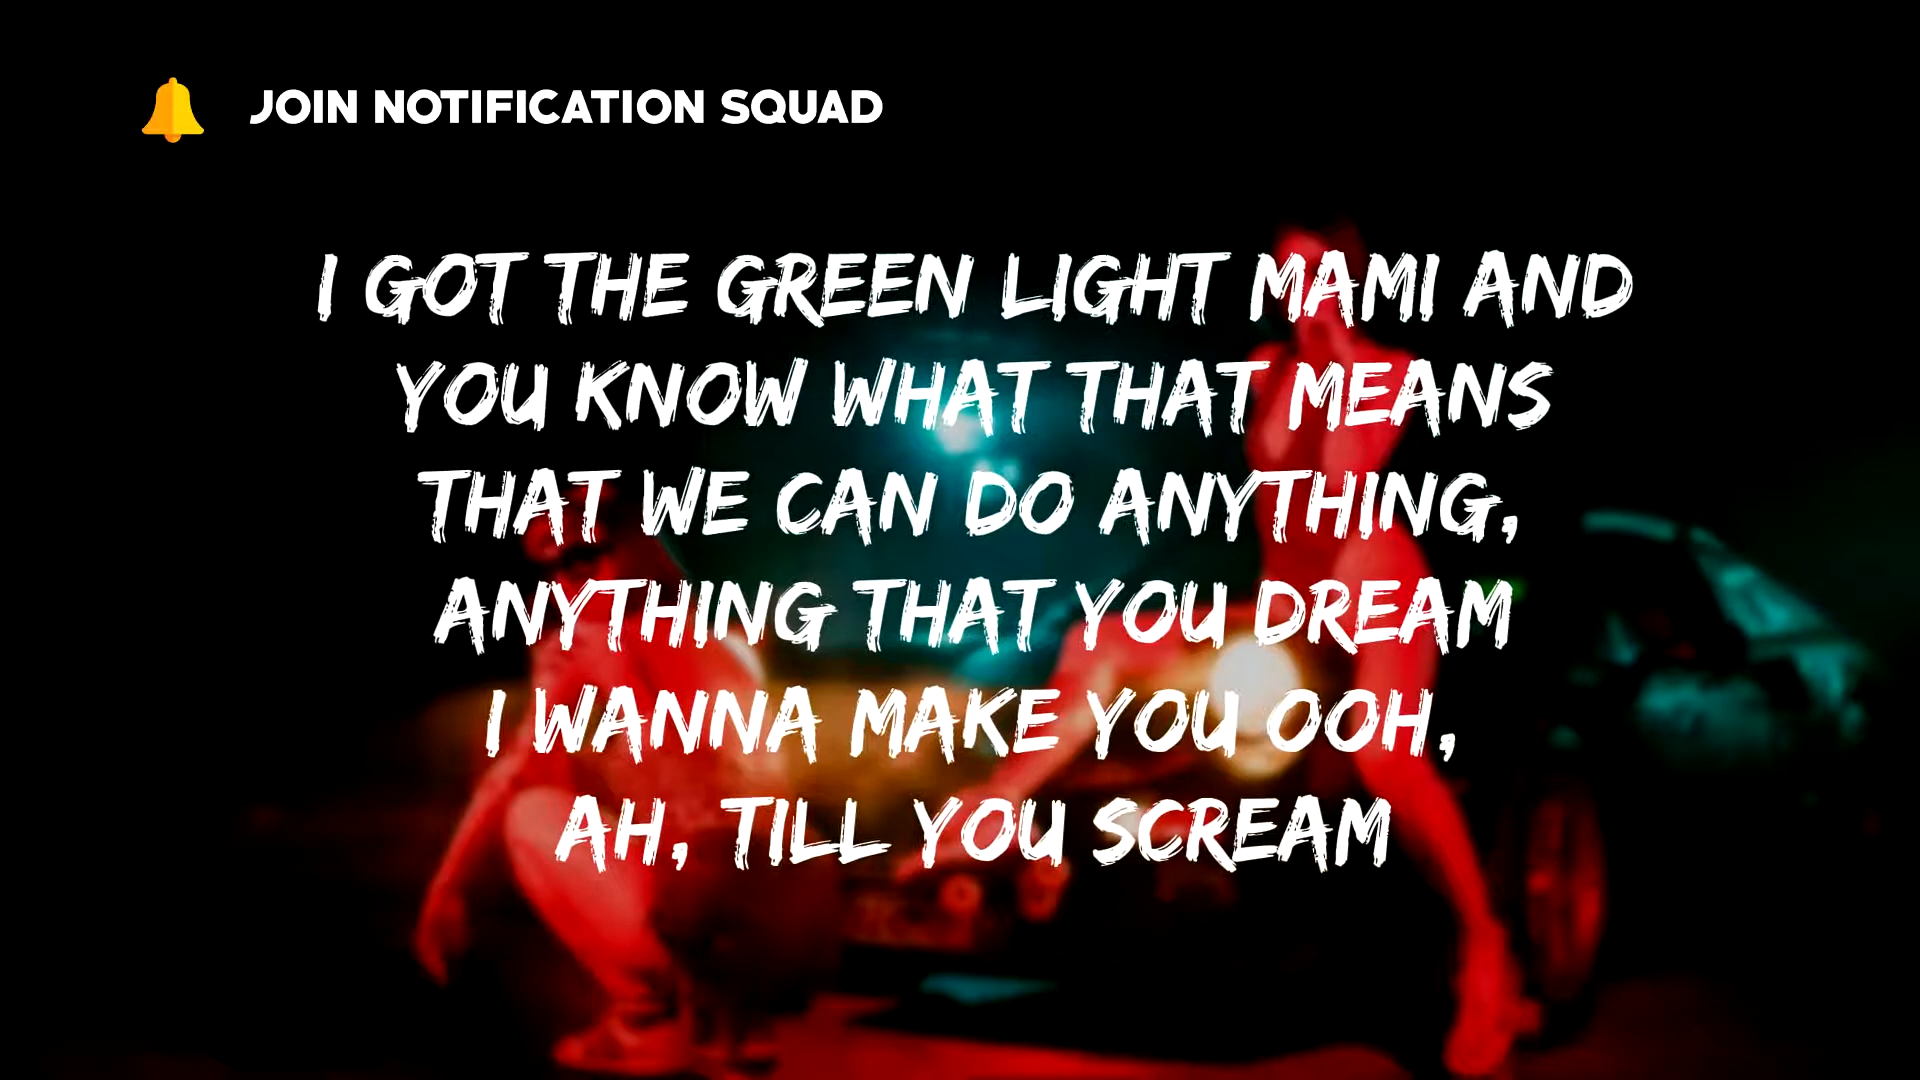 JOIN NOTIFICATION SQUAD
I GOT THE GREEN LIGHT MAMI AND
YOU KNOW WHAT THAT MEANS
THAT WE CAN DO ANYTHING,
ANYTHING THAT YOU DREAM
I WANNA MAKE YOU OOH,
AH, TILL YOU SCREAM